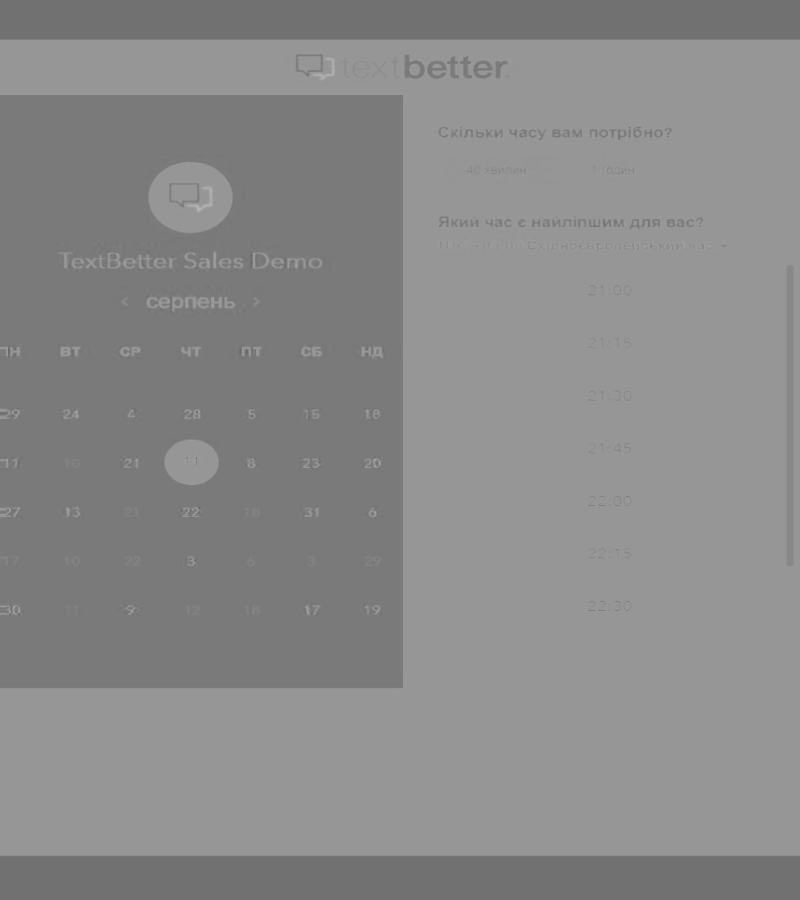 textbetter.
TextBetter Sales Demo
< серпень >
ПН ВТ СР ЧТ ПТ СБ НД
29 24 4 28 5 15 18
11 10 21 11 8 23 20
27 13 21 22 18 31 6
17 10 22 3 6 3 29
30 11 9 12 18 17 19
Скільки часу вам потрібно?
40 хвилин 1 годин
Який час є найліпшим для вас?
Східноєвропейський час
21:00
21:15
21:30
21:45
22:00
22:15
22:30